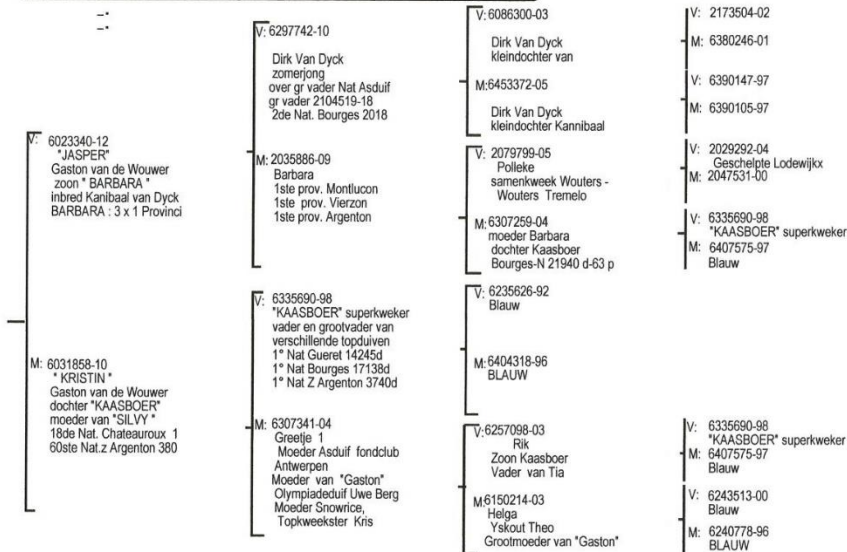 V: 6023340-12
"JASPER"
Gaston van de Wouwer
zoon " BARBARA "
inbred Kanibaal van Dyck
BARBARA : 3 x 1 Provinci
M: 6031858-10
" KRISTIN "
Gaston van de Wouwer
dochter "KAASBOER"
moeder van "SILVY "
18de Nat. Chateauroux 1
60ste Nat.z Argenton 380
V: 6297742-10
Dirk Van Dyck
zomerjong
over gr vader Nat Asduif
gr vader 2104519-18
2de Nat. Bourges 2018
M: 2035886-09
Barbara
1ste prov. Montlucon
1ste prov. Vierzon
1ste prov. Argenton
V: 6335690-98
"KAASBOER" superkweker
vader en grootvader van
verschillende topduiven
1° Nat Gueret 14245d
1° Nat Bourges 17138d
1° Nat Z Argenton 3740d
M: 6307341-04
Greetje 1
Moeder Asduif fondclub
Antwerpen
Moeder van "Gaston"
Olympiadeduif Uwe Berg
Moeder Snowrice,
Topkweekster Kris
V: 6086300-03
Dirk Van Dyck
kleindochter van
M:6453372-05
Dirk Van Dyck
kleindochter Kannibaal
V: 2079799-05
Polleke
samenkweek Wouters -
Wouters Tremelo
M:6307259-04
moeder Barbara
dochter Kaasboer
Bourges-N 21940 d-63 p
V: 6235626-92
Blauw
M: 6404318-96
BLAUW
V:6257098-03
Rik
Zoon Kaasboer
Vader van Tia
M:6150214-03
Helga
Yskout Theo
Grootmoeder van "Gaston"
V: 2173504-02
M: 6380246-01
V: 6390147-97
M: 6390105-97
V: 2029292-04
Geschelpte Lodewijkx
M: 2047531-00
V: 6335690-98
"KAASBOER" superkweker
M: 6407575-97
Blauw
V: 6335690-98
"KAASBOER" superkweker
M: 6407575-97
Blauw
V: 6243513-00
Blauw
M: 6240778-96
BLAUW